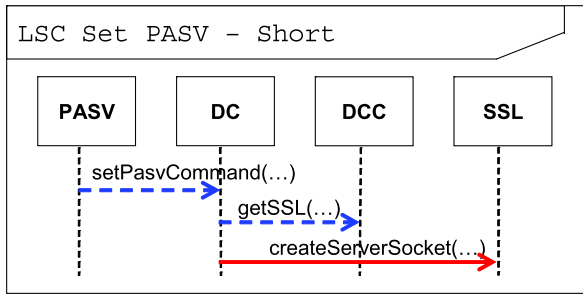 LSC Set PASV – Short
PASV DC DCC SSL
setPasvCommand(…)
getSSL(…)
createServerSocket(…)